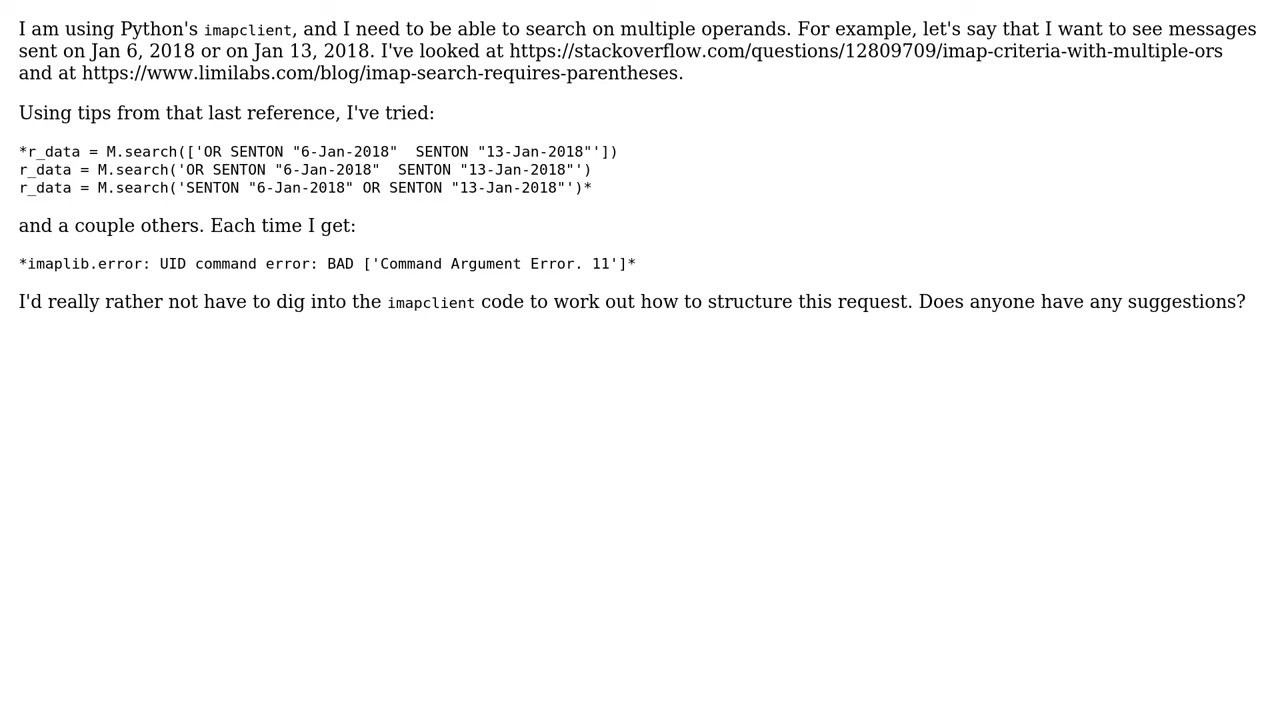 I am using Python's imapclient, and I need to be able to search on multiple operands. For example, let's say that I want to see messages
sent on Jan 6, 2018 or on Jan 13, 2018. I've looked at https://stackoverflow.com/questions/12809709/imap-criteria-with-multiple-ors
and at https://www.limilabs.com/blog/imap-search-requires-parentheses.
Using tips from that last reference, I've tried:
*r_data = M.search(['OR SENTON "6-Jan-2018"  SENTON "13-Jan-2018"'])
r_data = M.search('OR SENTON "6-Jan-2018"  SENTON "13-Jan-2018"')
r_data = M.search('SENTON "6-Jan-2018" OR SENTON "13-Jan-2018"')*
and a couple others. Each time I get:
*imaplib.error: UID command error: BAD ['Command Argument Error. 11']*
I'd really rather not have to dig into the imapclient code to work out how to structure this request. Does anyone have any suggestions?